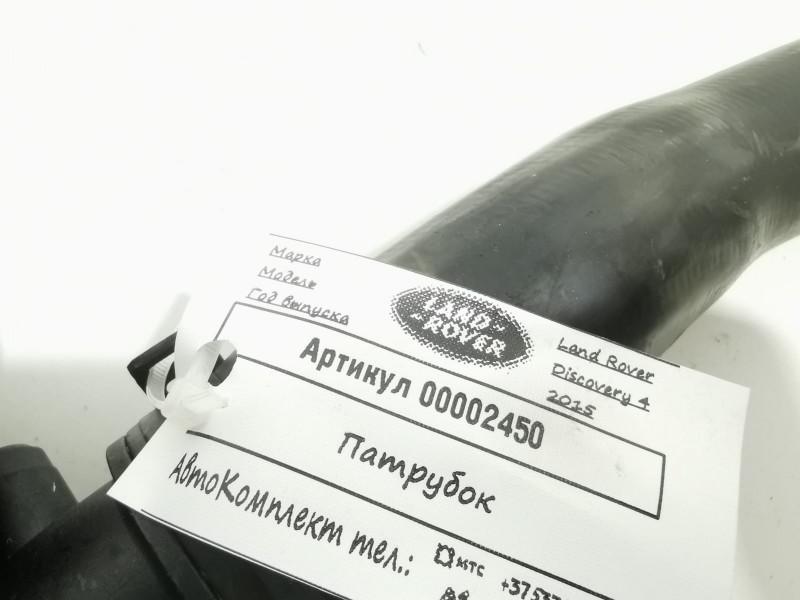 Марка
Модель
Год выпуска
LAND-
ROVER
Land Rover
Discovery 4
2015
Артикул 00002450
Патрубок
АвтоКомплект тел.:
мтс